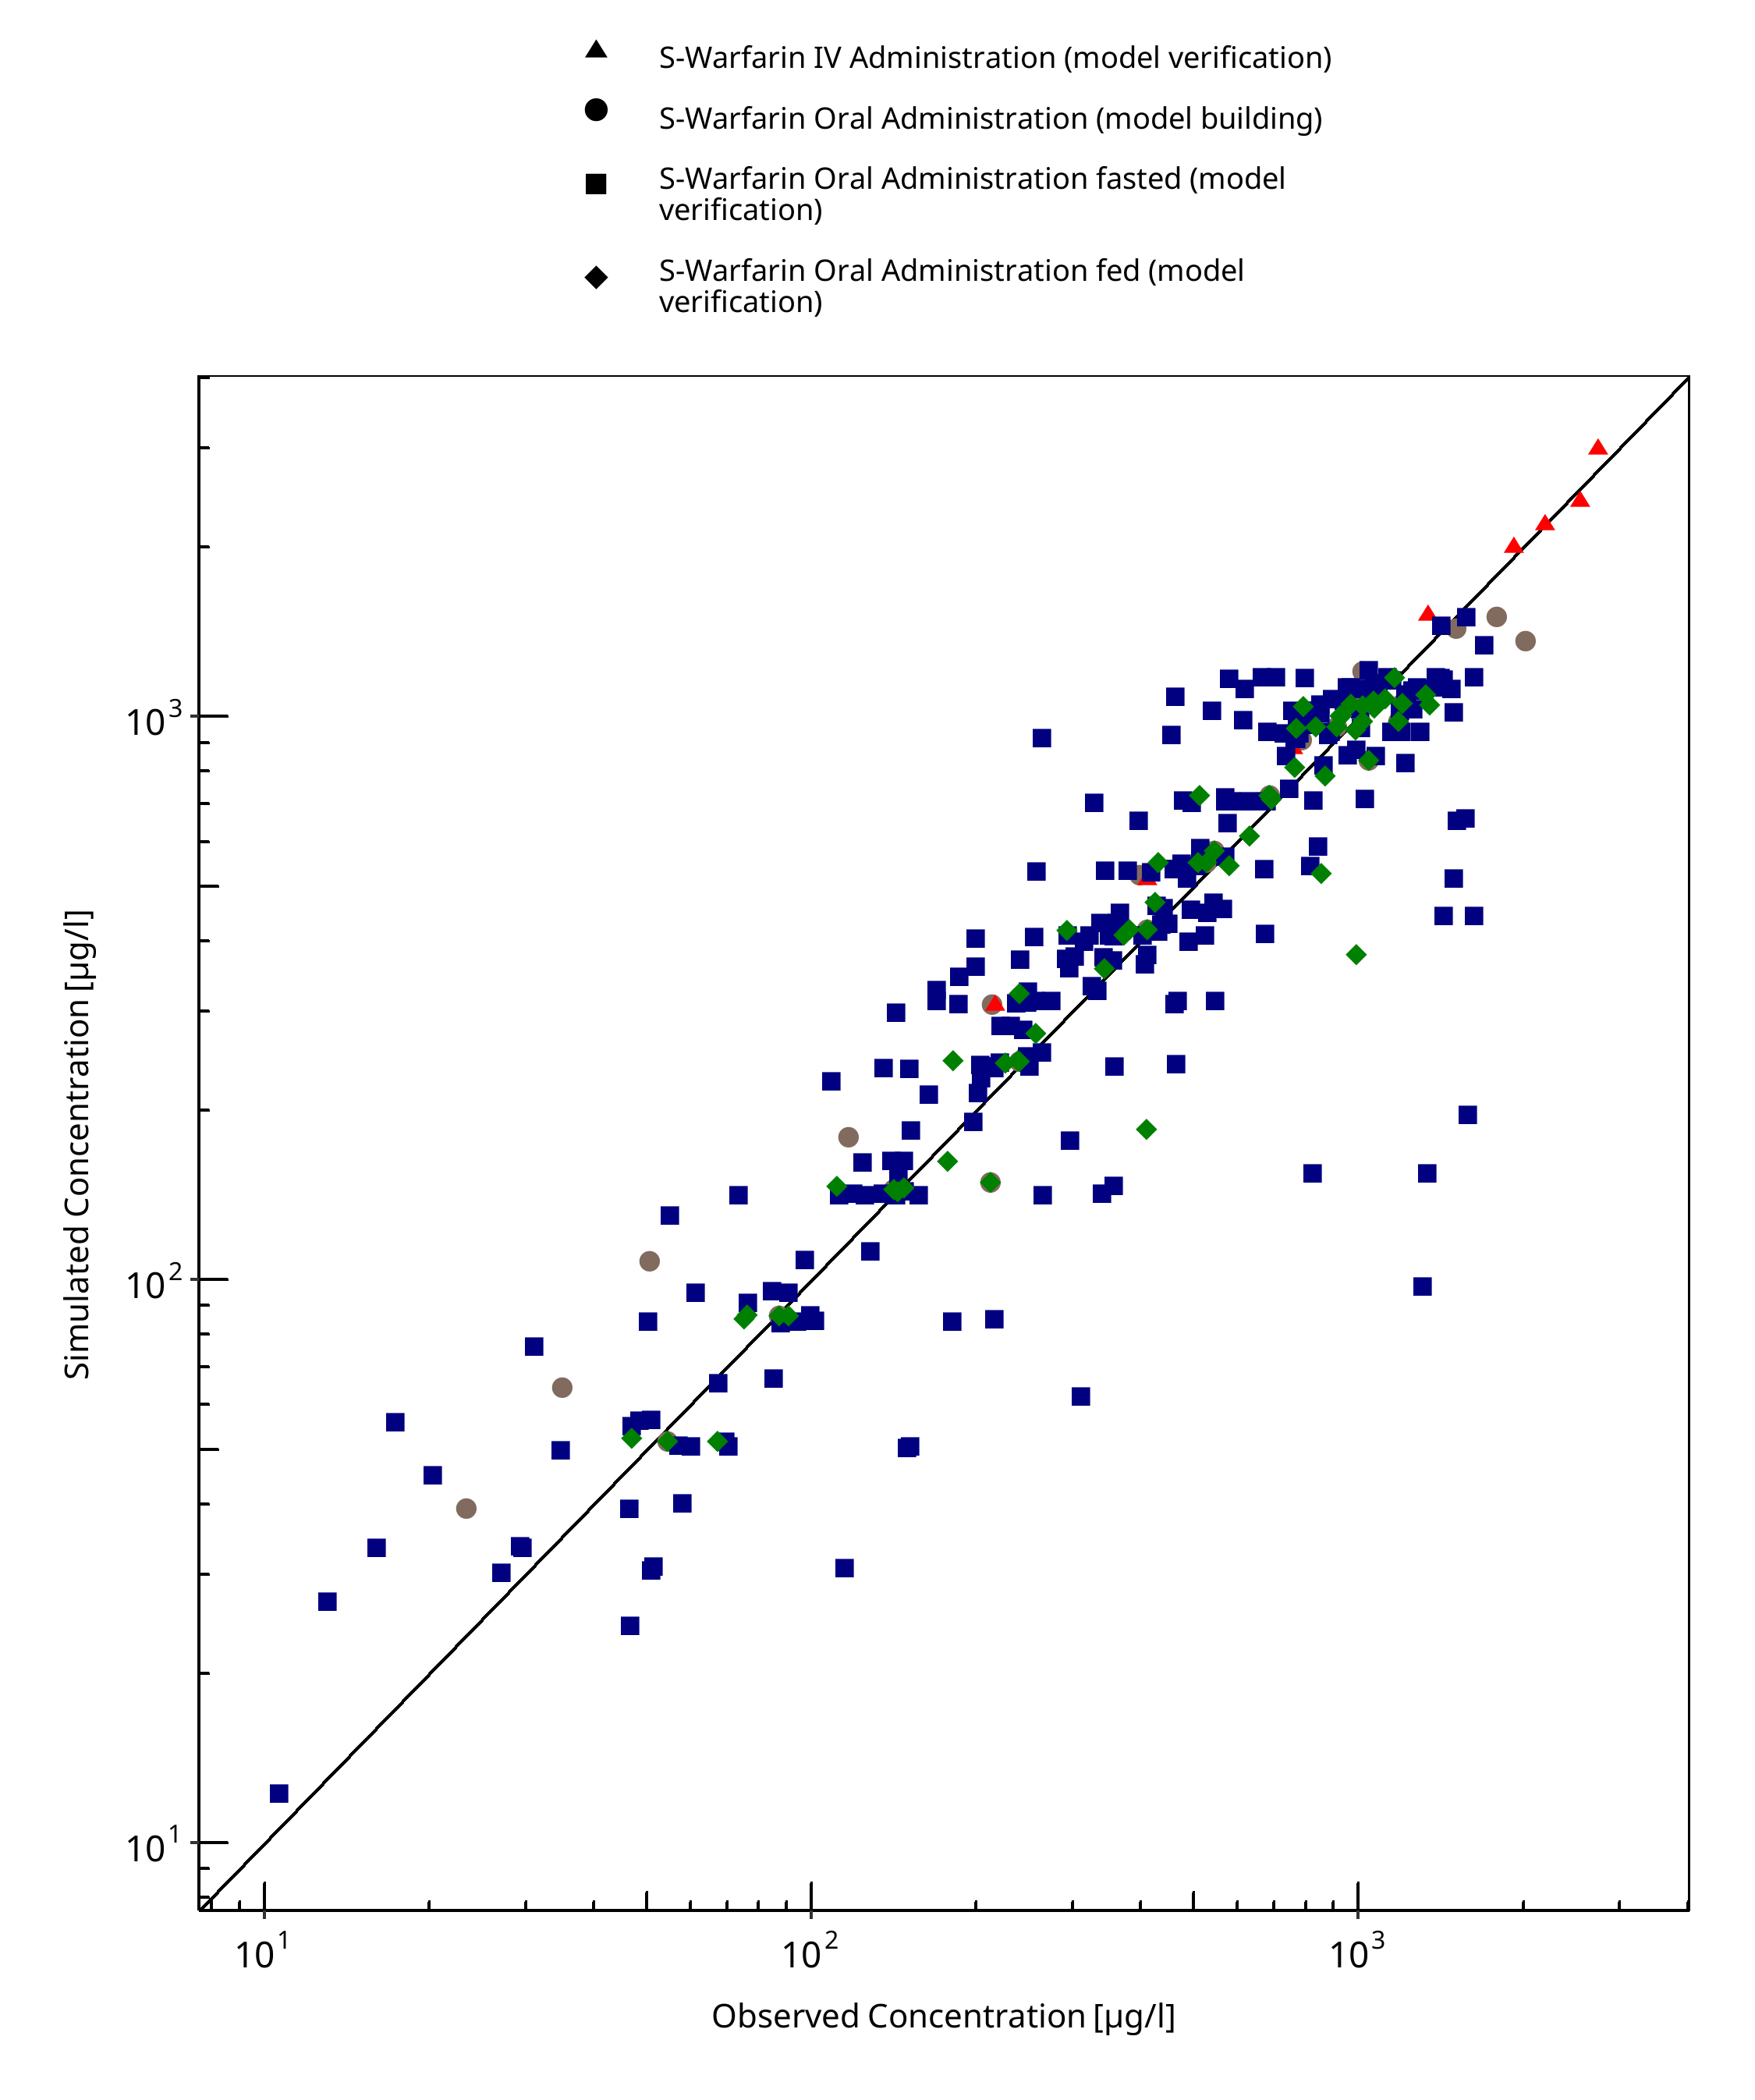 S-Warfarin IV Administration (model verification)
S-Warfarin Oral Administration (model building)
S-Warfarin Oral Administration fasted (model
verification)
S-Warfarin Oral Administration fed (model
verification)
Simulated Concentration [µg/l]
10³
10²
10¹
10¹ 10² 10³
Observed Concentration [µg/l]